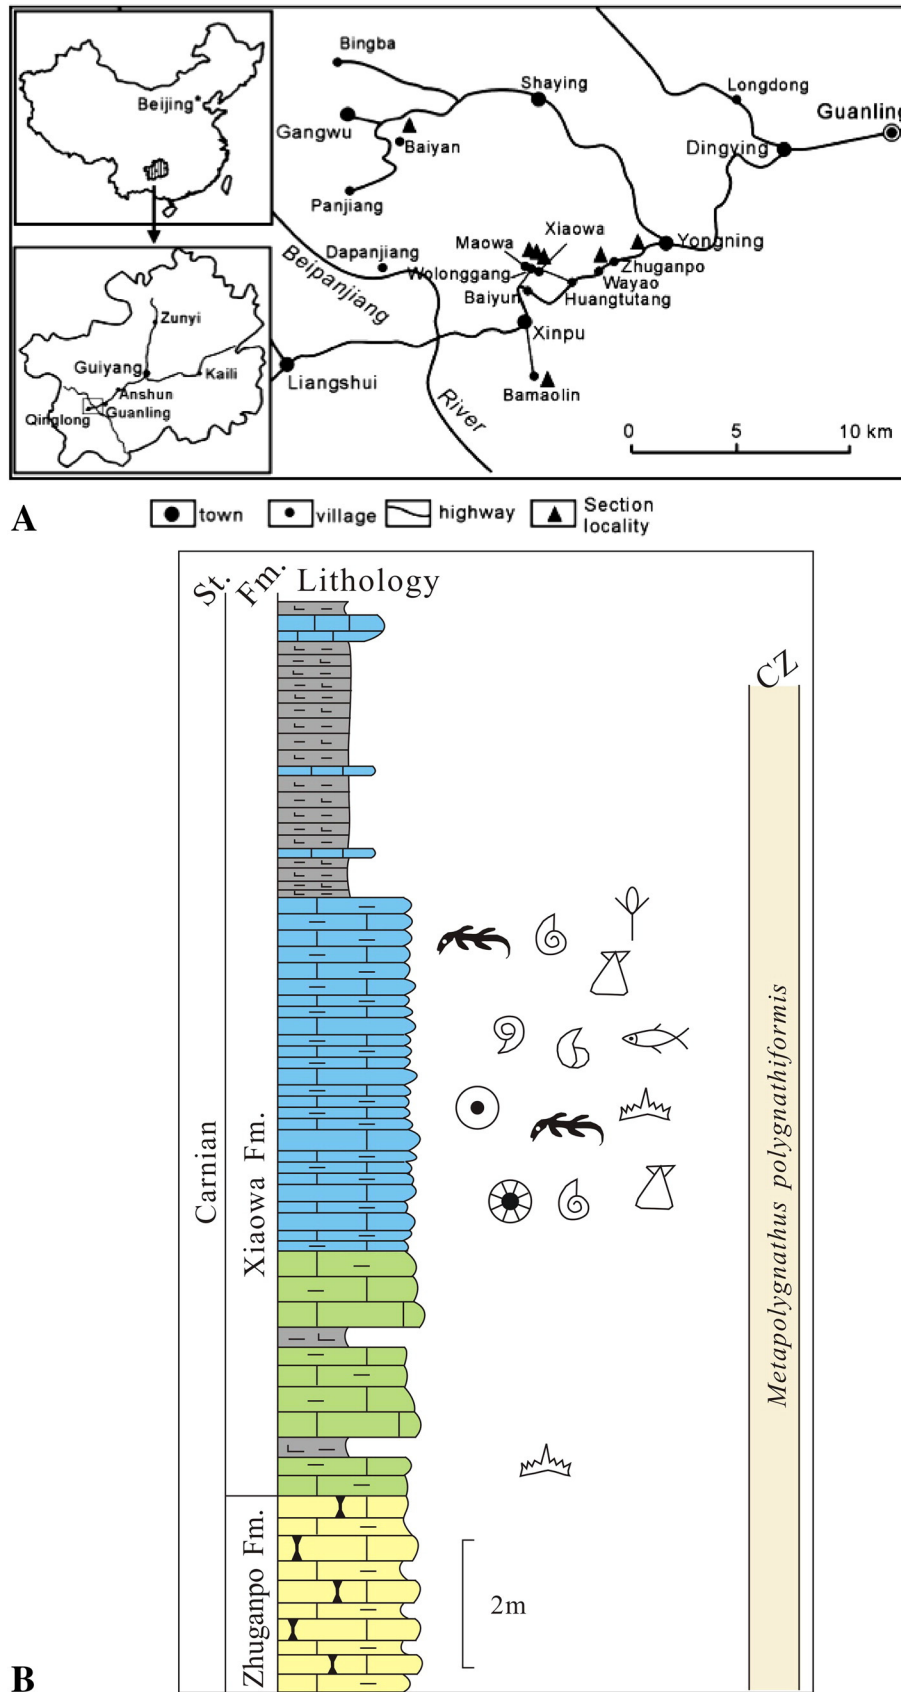 Beijing
Zunyi
Guiyang
Kaili
Anshun
Guanling
Qinglong
Bingba
Shaying
Longdong
Guanling
Gangwu
Baiyan
Dingying
Panjiang
Xiaowa
Maowa
Yongning
Dapanjiang
Wolonggang
Zhuganpo
Wayao
Baiyun
Huangtutang
Beipanjiang
River
Xinpu
Liangshui
Bamaolin
0 5 10 km
A
town
village
highway
Section
locality
St.
Fm.
Lithology
CZ
Carnian
Xiaowa Fm.
Zhuganpo Fm.
Metapolygnathus polygnathiformis
2m
B